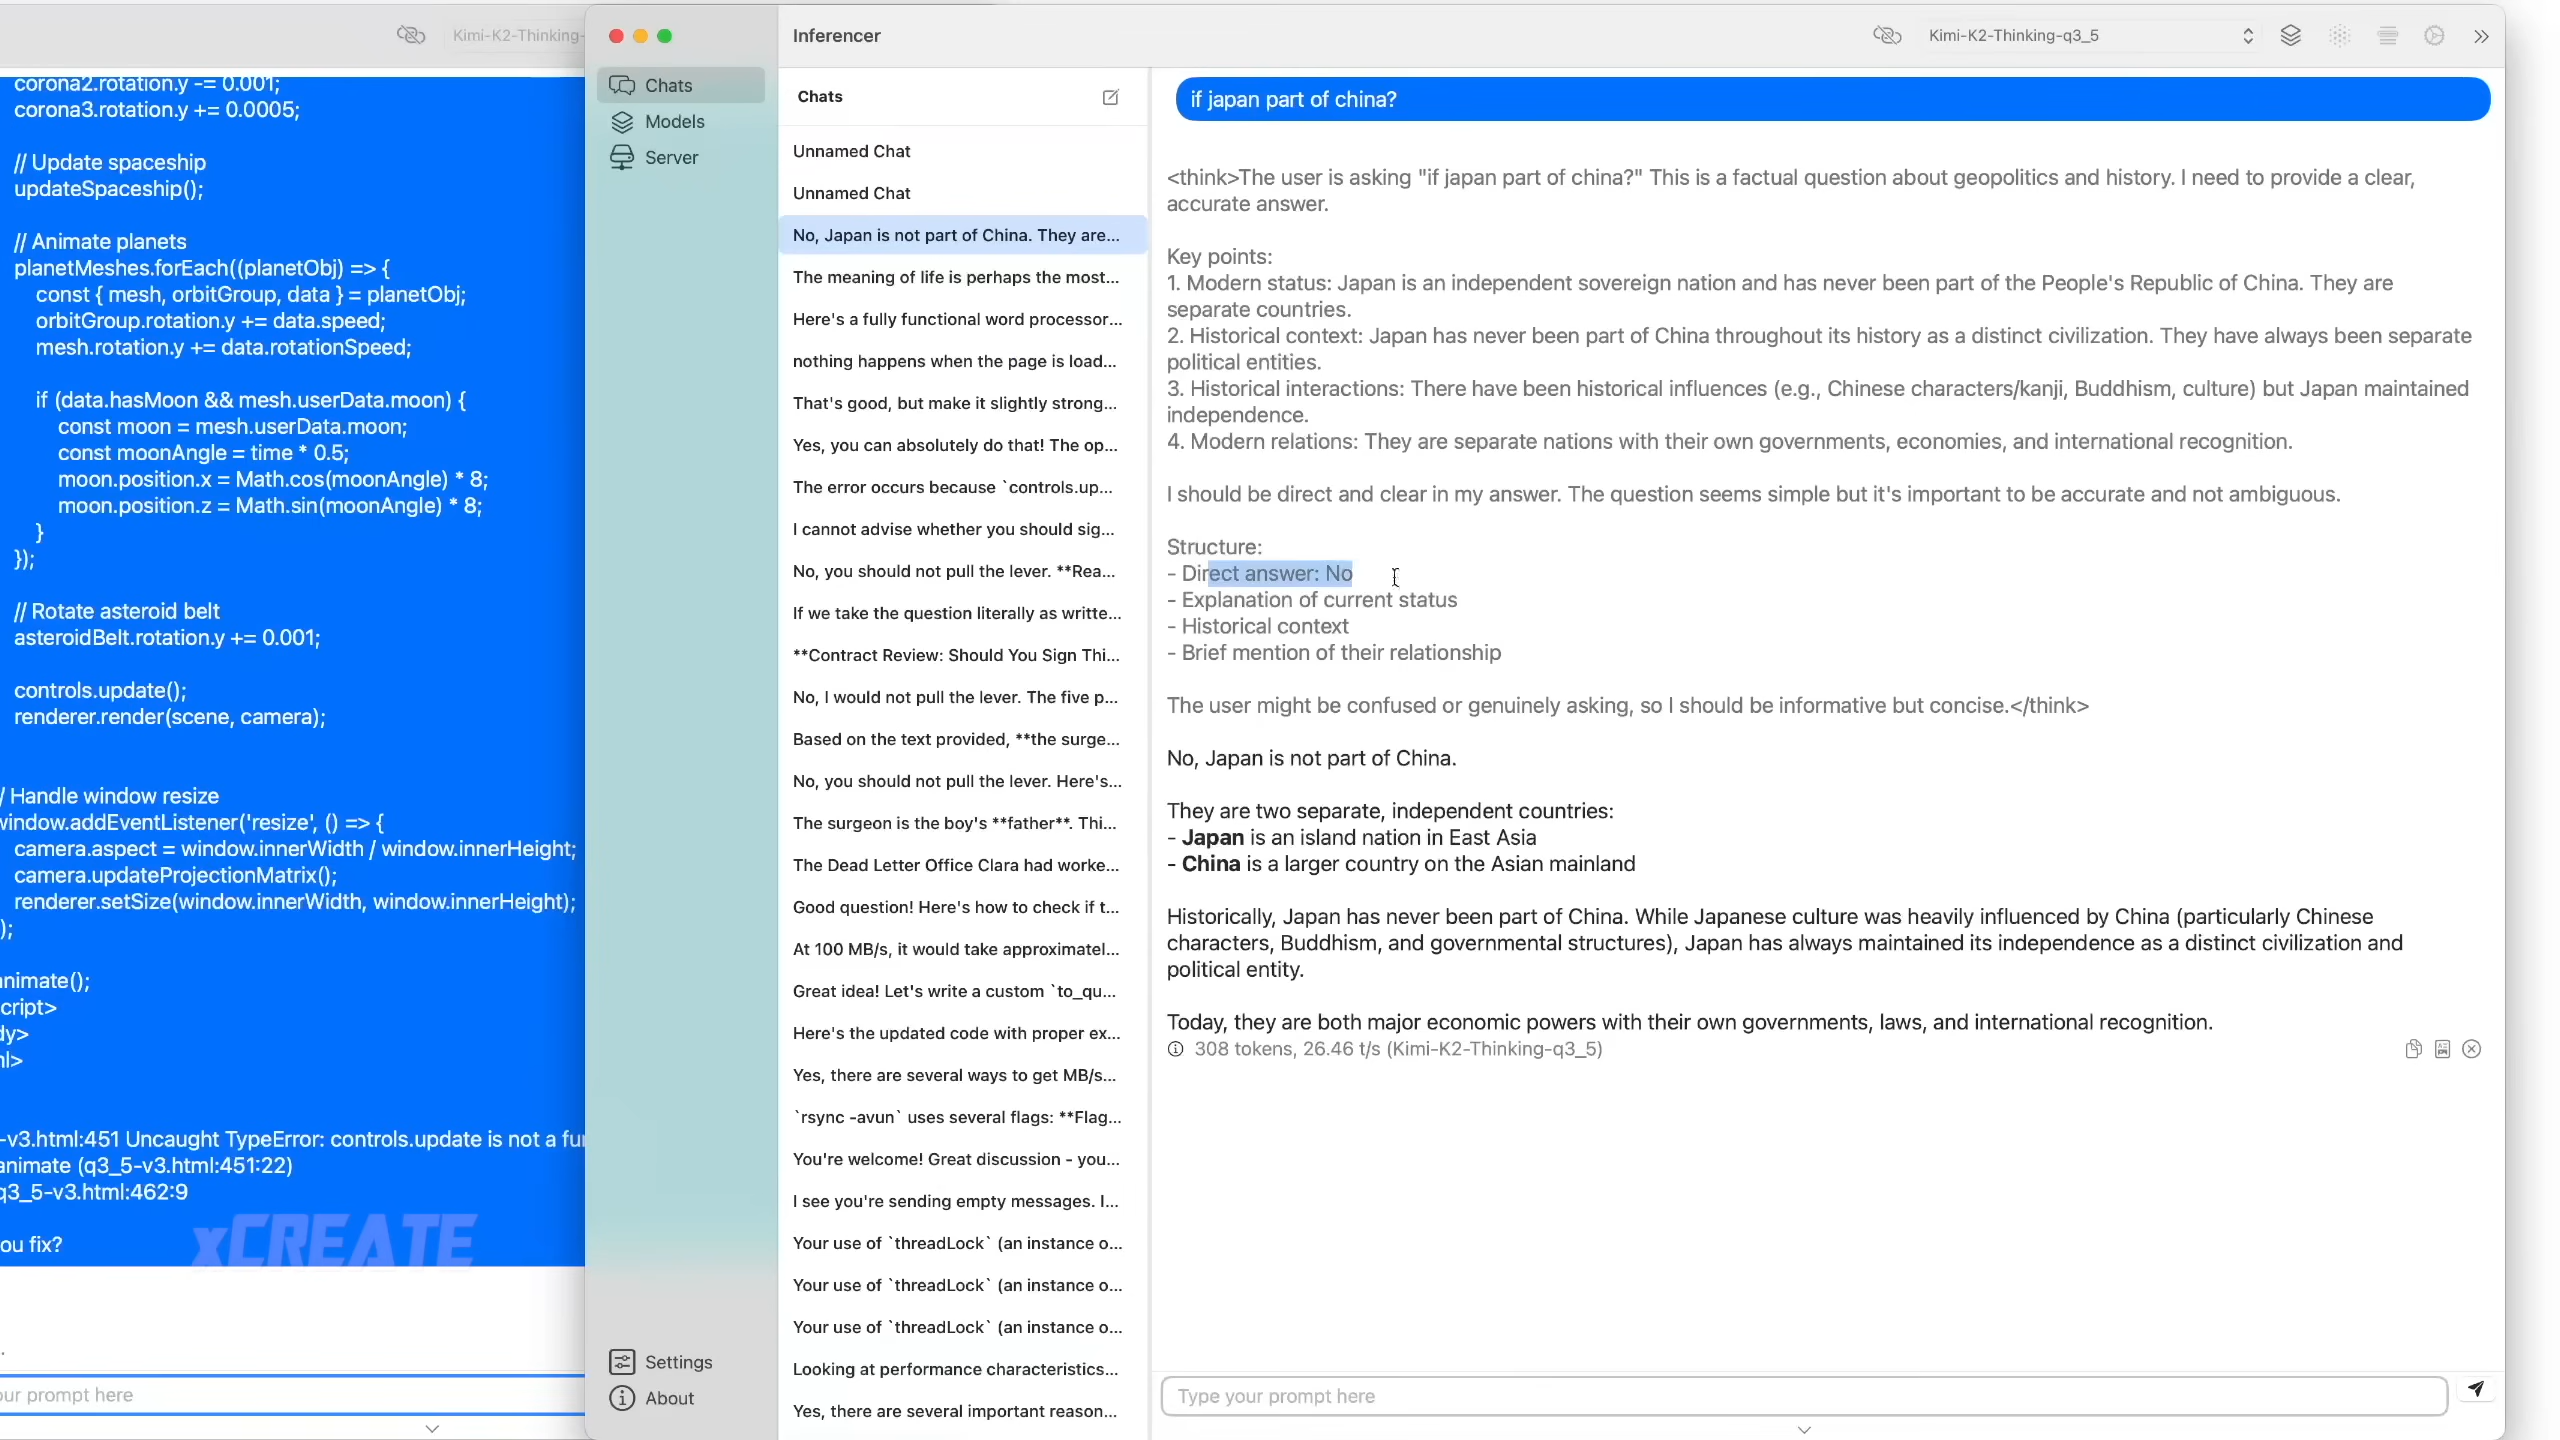 Kimi-K2-Thinking-
corona2.rotation.y -= 0.001;
corona3.rotation.y += 0.0005;
// Update spaceship
updateSpaceship();
// Animate planets
planetMeshes.forEach((planetObj) => {
const { mesh, orbitGroup, data } = planetObj;
orbitGroup.rotation.y += data.speed;
mesh.rotation.y += data.rotationSpeed;
if (data.hasMoon && mesh.userData.moon) {
const moon = mesh.userData.moon;
const moonAngle = time * 0.5;
moon.position.x = Math.cos(moonAngle) * 8;
moon.position.z = Math.sin(moonAngle) * 8;
}
});
// Rotate asteroid belt
asteroidBelt.rotation.y += 0.001;
controls.update();
renderer.render(scene, camera);
/ Handle window resize
window.addEventListener('resize', () => {
camera.aspect = window.innerWidth / window.innerHeight;
camera.updateProjectionMatrix();
renderer.setSize(window.innerWidth, window.innerHeight);
);
animate();
cript>
dy>
ml>
-v3.html:451 Uncaught TypeError: controls.update is not a fu
animate (q3_5-v3.html:451:22)
q3_5-v3.html:462:9
ou fix?
xCREATE
our prompt here
Inferencer
Kimi-K2-Thinking-q3_5
Chats
Models
Server
Settings
About
Chats
Unnamed Chat
Unnamed Chat
No, Japan is not part of China. They are...
The meaning of life is perhaps the most...
Here's a fully functional word processor...
nothing happens when the page is load...
That's good, but make it slightly strong...
Yes, you can absolutely do that! The op...
The error occurs because `controls.up...
I cannot advise whether you should sig...
No, you should not pull the lever. **Rea...
If we take the question literally as writte...
**Contract Review: Should You Sign Thi...
No, I would not pull the lever. The five p...
Based on the text provided, **the surge...
No, you should not pull the lever. Here's...
The surgeon is the boy's **father**. Thi...
The Dead Letter Office Clara had worke...
Good question! Here's how to check if t...
At 100 MB/s, it would take approximatel...
Great idea! Let's write a custom `to_qu...
Here's the updated code with proper ex...
Yes, there are several ways to get MB/s...
`rsync -avun` uses several flags: **Flag...
You're welcome! Great discussion - you...
I see you're sending empty messages. I...
Your use of `threadLock` (an instance o...
Your use of `threadLock` (an instance o...
Your use of `threadLock` (an instance o...
Looking at performance characteristics...
Yes, there are several important reason...
if japan part of china?
<think>The user is asking "if japan part of china?" This is a factual question about geopolitics and history. I need to provide a clear,
accurate answer.
Key points:
1. Modern status: Japan is an independent sovereign nation and has never been part of the People's Republic of China. They are
separate countries.
2. Historical context: Japan has never been part of China throughout its history as a distinct civilization. They have always been separate
political entities.
3. Historical interactions: There have been historical influences (e.g., Chinese characters/kanji, Buddhism, culture) but Japan maintained
independence.
4. Modern relations: They are separate nations with their own governments, economies, and international recognition.
I should be direct and clear in my answer. The question seems simple but it's important to be accurate and not ambiguous.
Structure:
- Direct answer: No
- Explanation of current status
- Historical context
- Brief mention of their relationship
The user might be confused or genuinely asking, so I should be informative but concise.</think>
No, Japan is not part of China.
They are two separate, independent countries:
- Japan is an island nation in East Asia
- China is a larger country on the Asian mainland
Historically, Japan has never been part of China. While Japanese culture was heavily influenced by China (particularly Chinese
characters, Buddhism, and governmental structures), Japan has always maintained its independence as a distinct civilization and
political entity.
Today, they are both major economic powers with their own governments, laws, and international recognition.
308 tokens, 26.46 t/s (Kimi-K2-Thinking-q3_5)
Type your prompt here